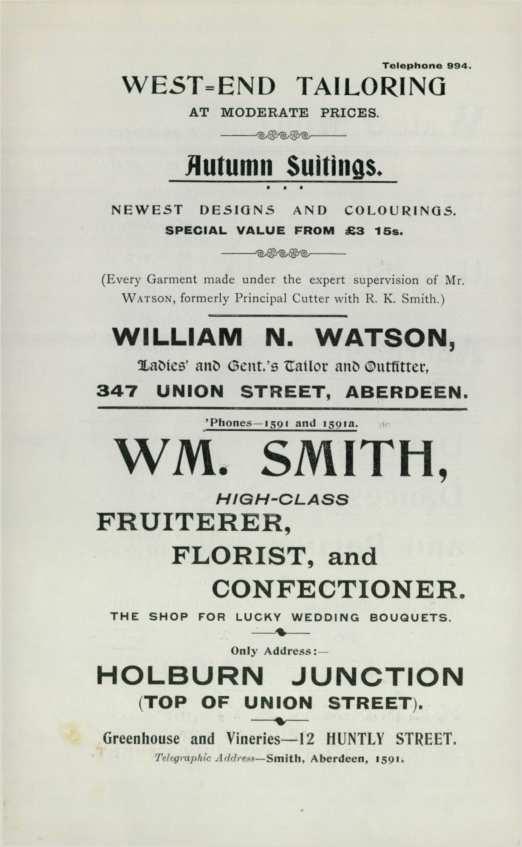 Telephone 994.
WEST-END TAILORING
AT MODERATE PRICES.
Autumn Suitings.
NEWEST DESIGNS AND COLOURINGS.
SPECIAL VALUE FROM £3 15s.
(Every Garment made under the expert supervision of Mr.
WATSON, formerly Principal Cutter with R. K. Smith.)
WILLIAM N. WATSON,
Ladies' and Gent.'s Tailor and Outfitter,
347 UNION STREET, ABERDEEN.
'Phones—1591 and 1591a.
WM. SMITH,
HIGH-CLASS
FRUITERER,
FLORIST, and
CONFECTIONER.
THE SHOP FOR LUCKY WEDDING BOUQUETS.
Only Address:—
HOLBURN JUNCTION
(TOP OF UNION STREET).
Greenhouse and Vineries—12 HUNTLY STREET.
Telegraphic Address—Smith, Aberdeen, 1591.